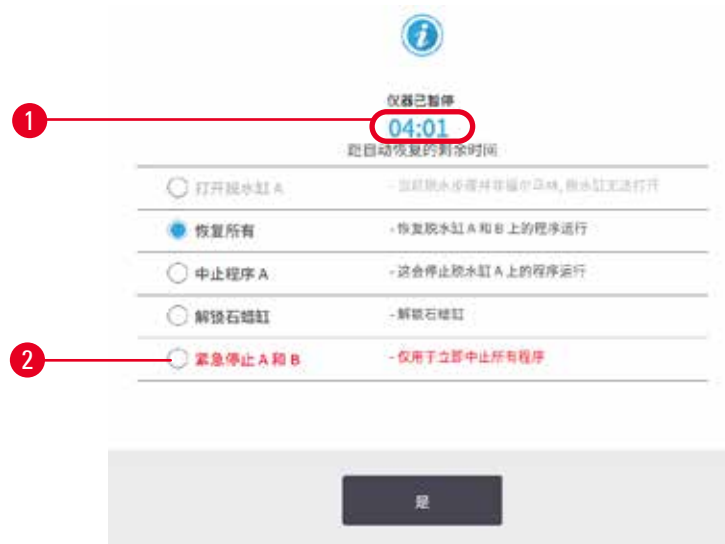 i
仪器已暂停
1
04:01
距自动恢复的剩余时间
打开脱水缸 A - 当前脱水步骤并非福尔马林, 脱水缸无法打开
恢复所有 - 恢复脱水缸 A 和 B 上的程序运行
中止程序 A - 这会停止脱水缸 A 上的程序运行
解锁石蜡缸 - 解锁石蜡缸
2
紧急停止 A 和 B - 仅用于立即中止所有程序
是